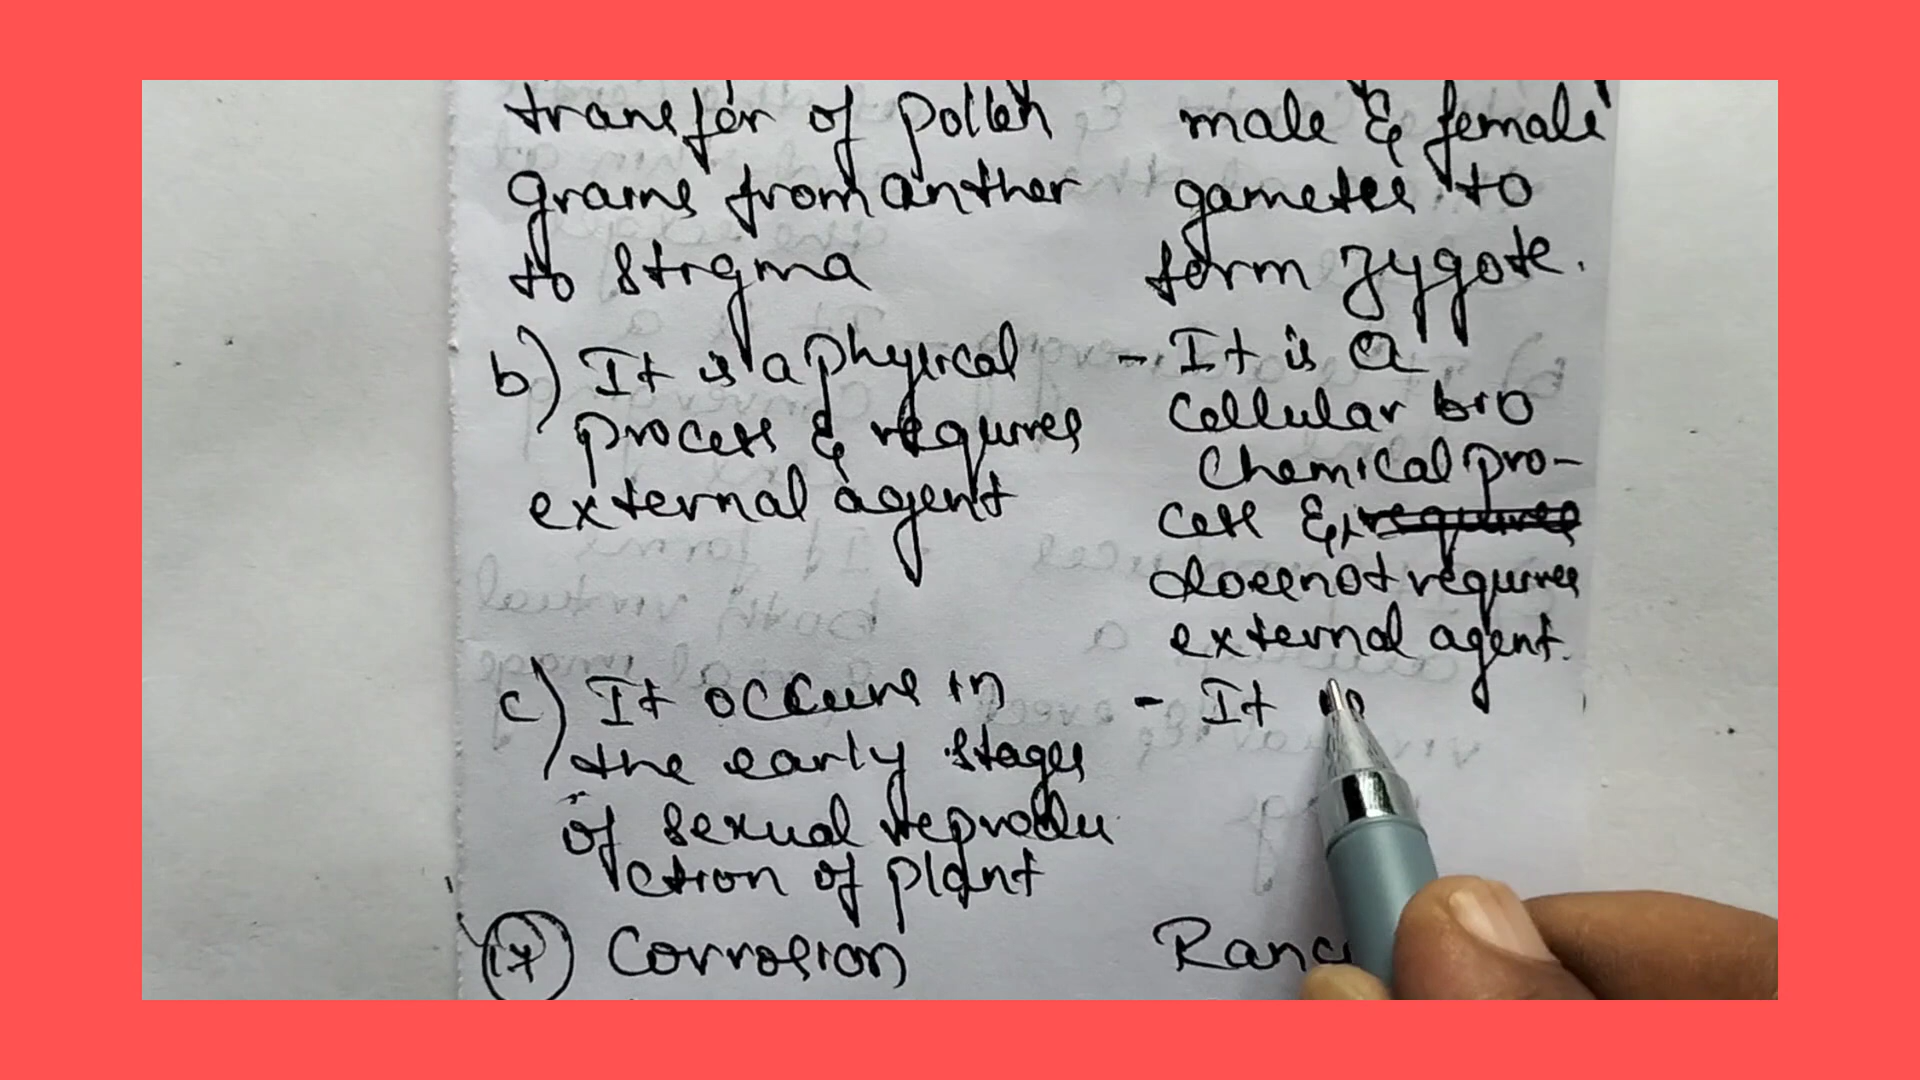 transfer of pollen
grains from anther
to stigma
b) It is a physical
process & requires
external agent
c) It occurs in
the early stages
of sexual reprodu
ction of plant
17 Corrosion
male & female
gametes to
form zygote.
- It is a
cellular bio
chemical pro-
cess & requires
does not requires
external agent.
- It